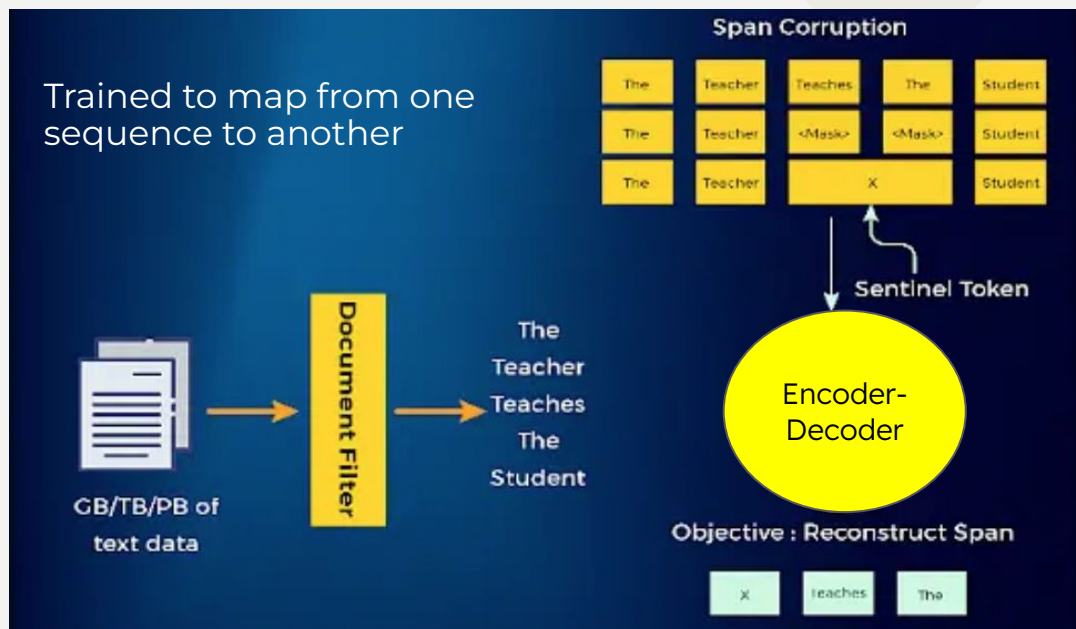 Span Corruption
Trained to map from one
sequence to another
The Teacher Teaches The Student
The Teacher <Mask> <Mask> Student
The Teacher X Student
Sentinel Token
Document Filter
The
Teacher
Teaches
The
Student
Encoder-
Decoder
GB/TB/PB of
text data
Objective : Reconstruct Span
X Teaches The